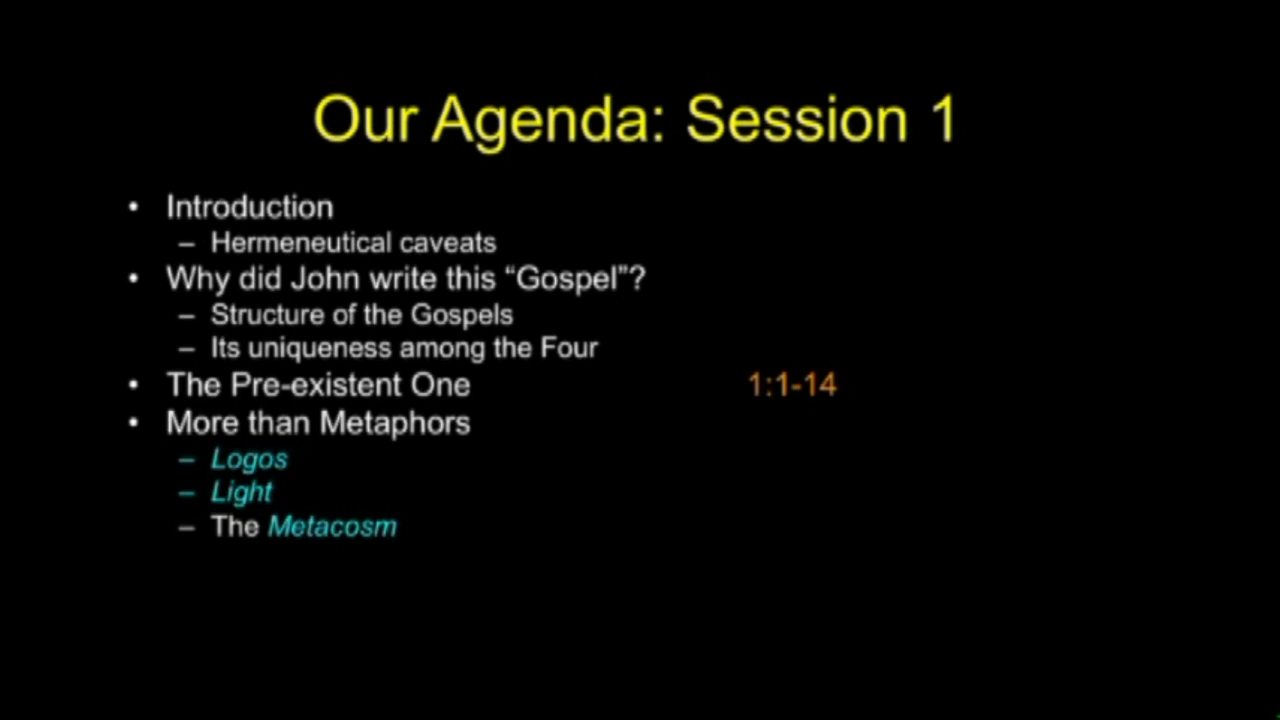 Our Agenda: Session 1
• Introduction
– Hermeneutical caveats
• Why did John write this “Gospel”?
– Structure of the Gospels
– Its uniqueness among the Four
• The Pre-existent One 1:1-14
• More than Metaphors
– Logos
– Light
– The Metacosm